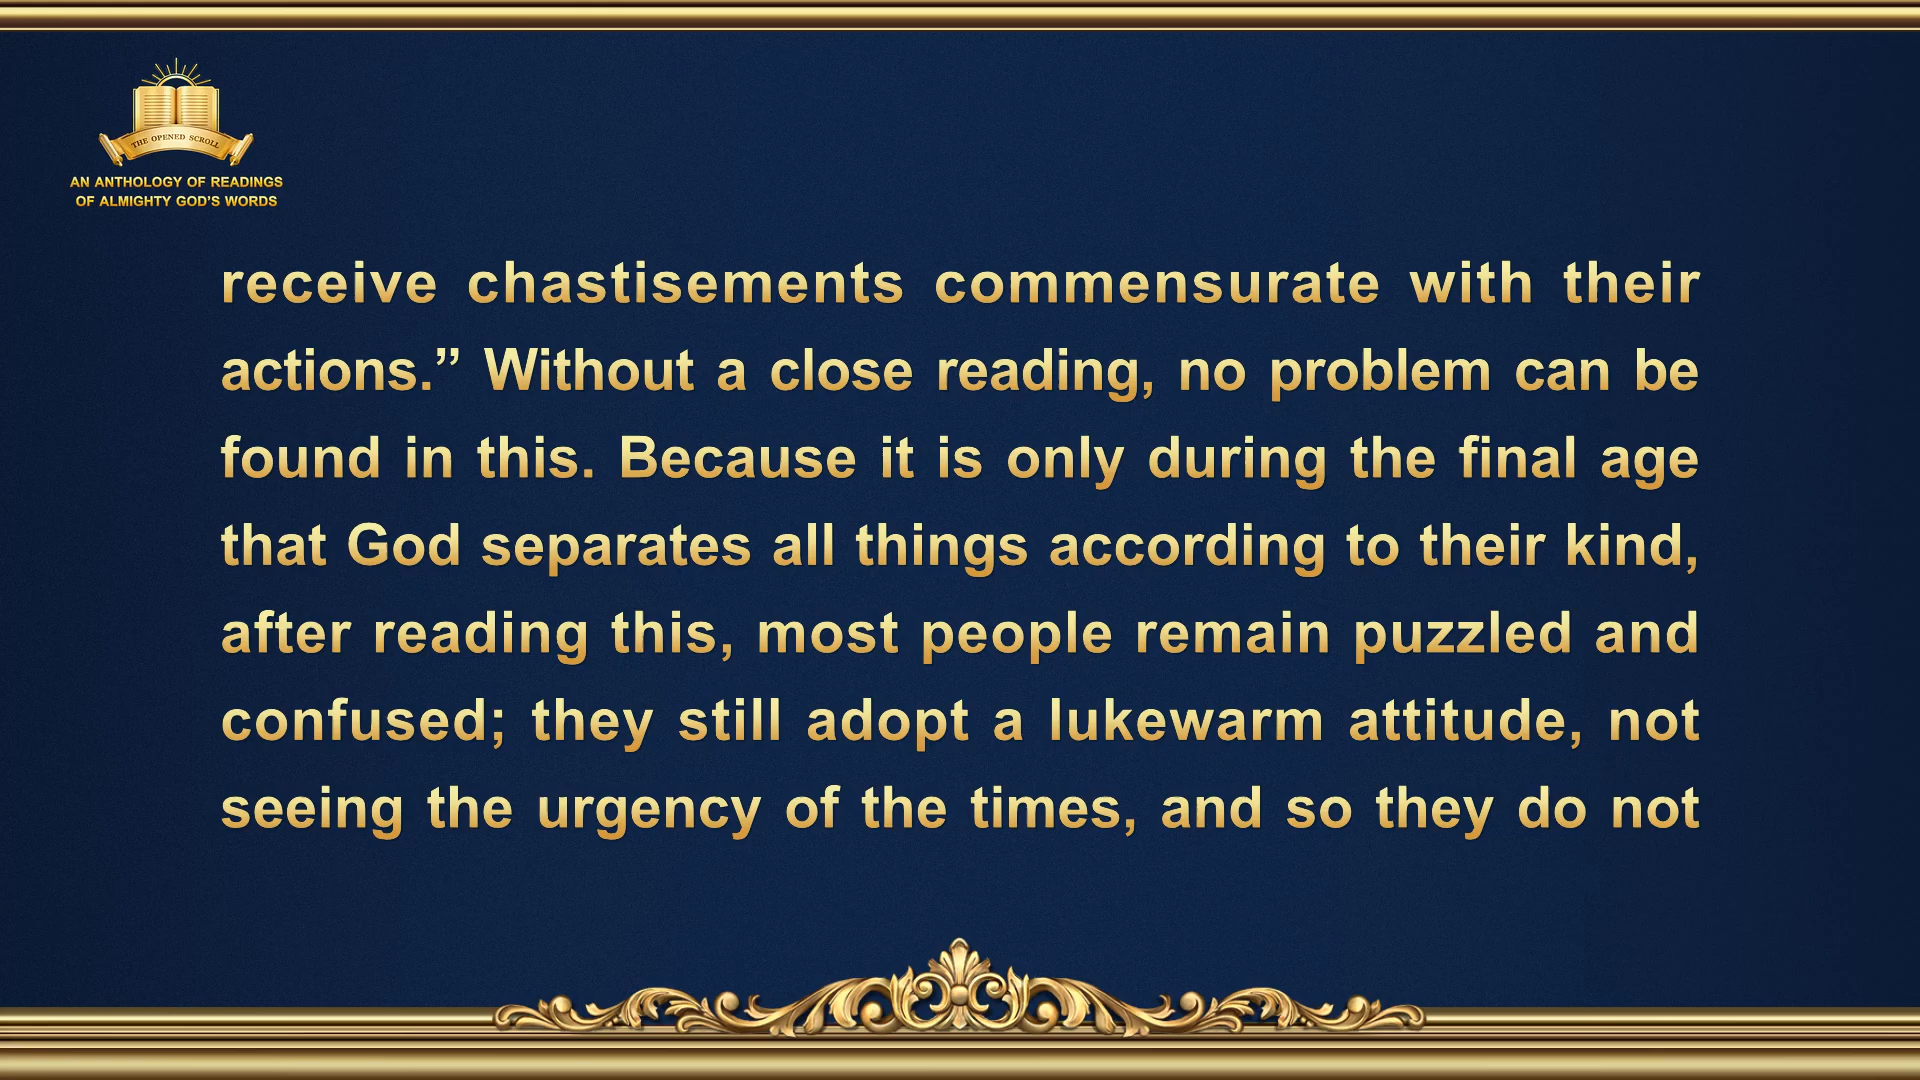 THE OPENED SCROLL
AN ANTHOLOGY OF READINGS
OF ALMIGHTY GOD’S WORDS
receive chastisements commensurate with their
actions.” Without a close reading, no problem can be
found in this. Because it is only during the final age
that God separates all things according to their kind,
after reading this, most people remain puzzled and
confused; they still adopt a lukewarm attitude, not
seeing the urgency of the times, and so they do not